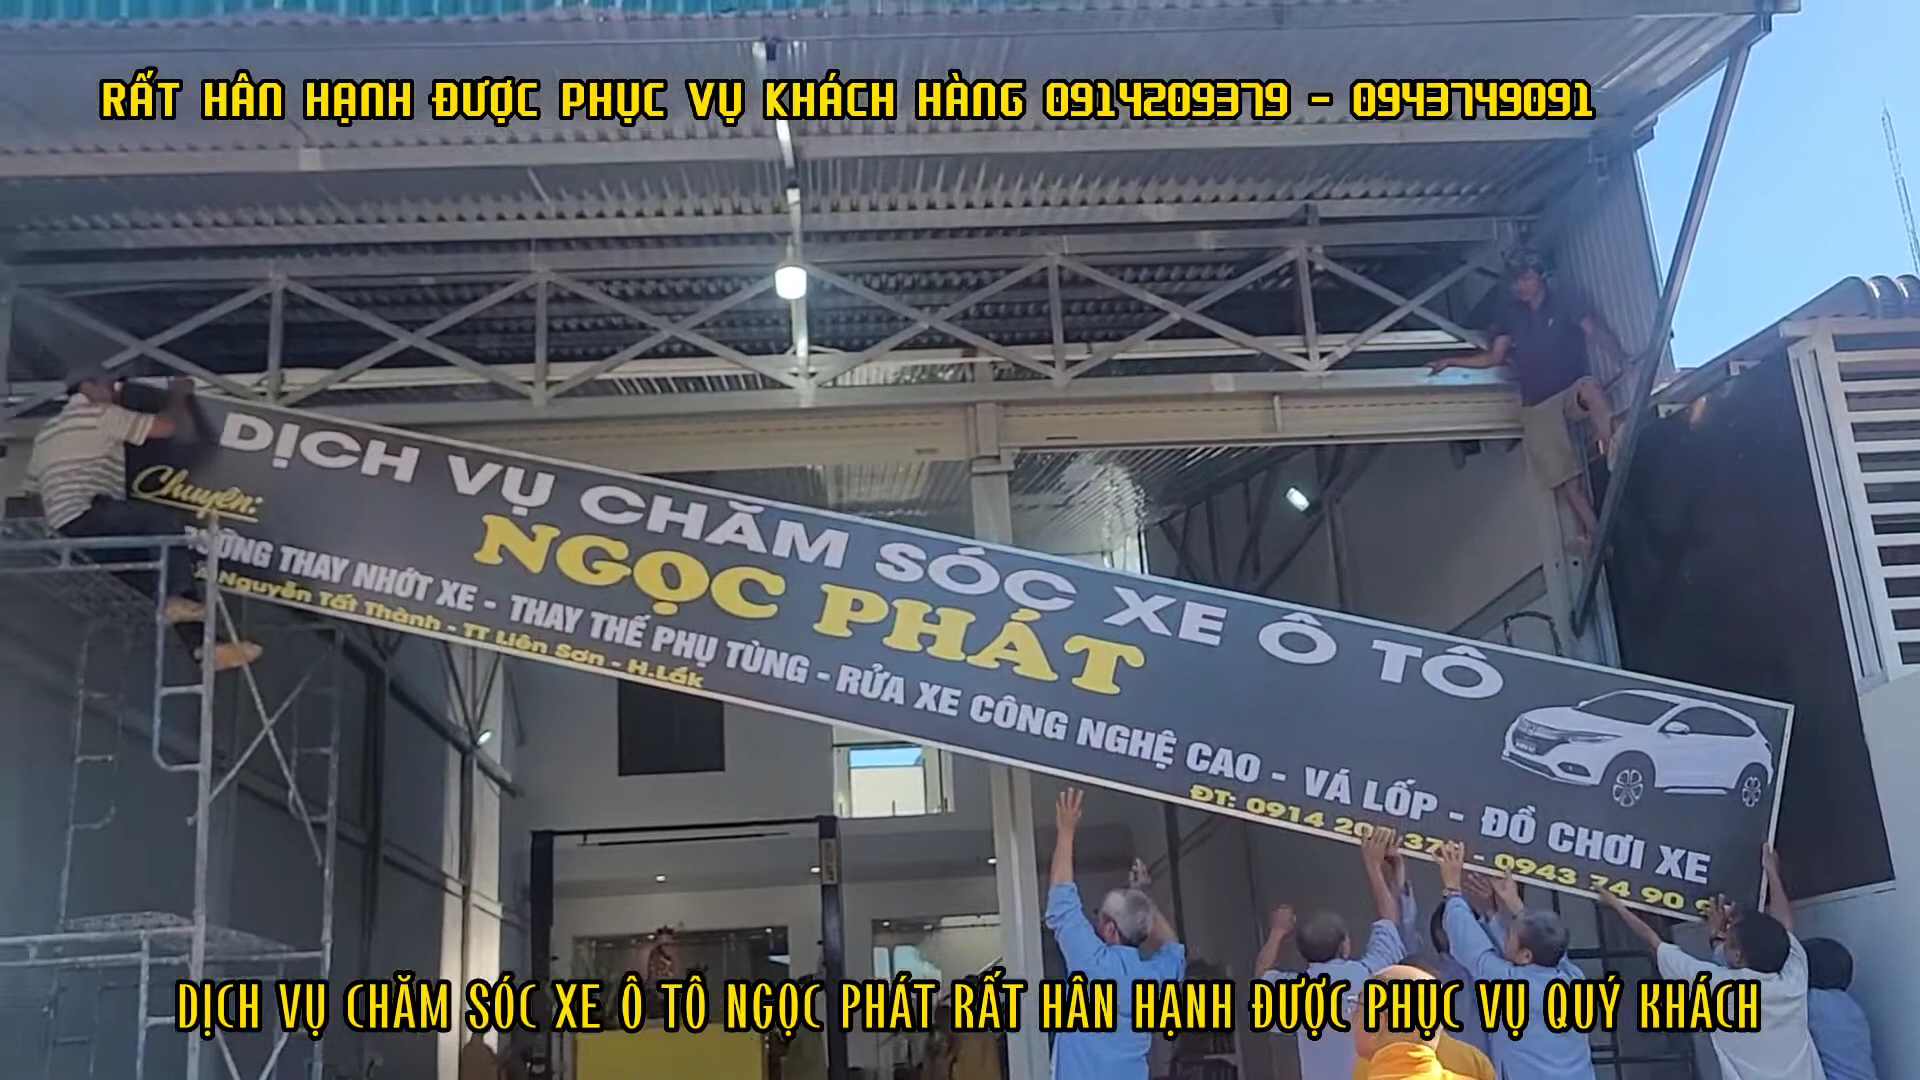 RẤT HÂN HẠNH ĐƯỢC PHỤC VỤ KHÁCH HÀNG 0914209379 - 0943749091
DỊCH VỤ CHĂM SÓC XE Ô TÔ
Chuyên:
NGỌC PHÁT
THAY NHỚT XE - THAY THẾ PHỤ TÙNG - RỬA XE CÔNG NGHỆ CAO - VÁ LỐP - ĐỒ CHƠI XE
Nguyễn Tất Thành - TT Liên Sơn - H.Lắk
ĐT: 0914 20 37 - 0943 74 90
DỊCH VỤ CHĂM SÓC XE Ô TÔ NGỌC PHÁT RẤT HÂN HẠNH ĐƯỢC PHỤC VỤ QUÝ KHÁCH